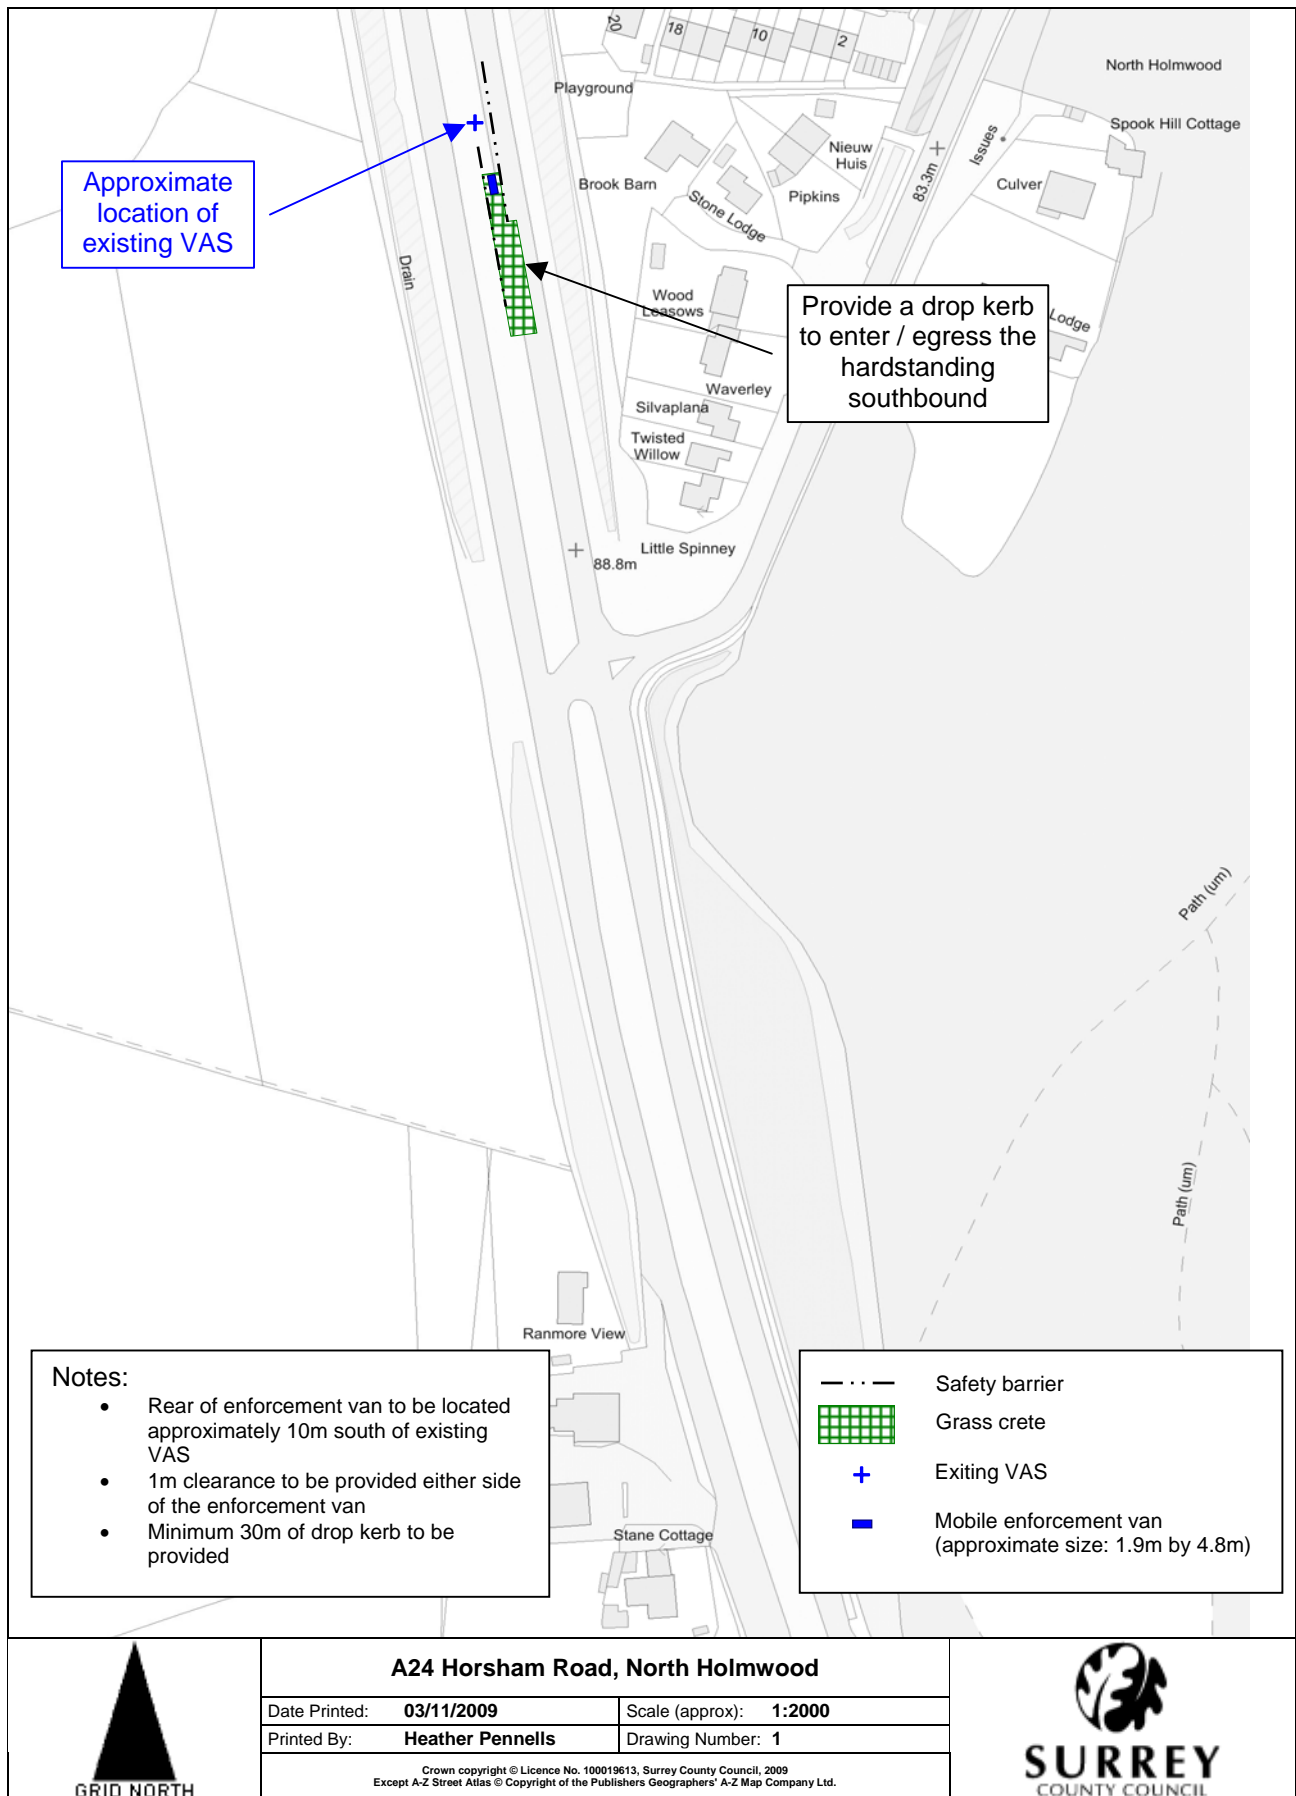 20
18
10
2
North Holmwood
Playground
Spook Hill Cottage
Issues
Nieuw
Huis
83.3m
Culver
Approximate
location of
existing VAS
Brook Barn
Pipkins
Stone Lodge
Drain
Wood
Leasows
Provide a drop kerb
to enter / egress the
hardstanding
southbound
Lodge
Waverley
Silvaplana
Twisted
Willow
Little Spinney
88.8m
Path (um)
Path (um)
Ranmore View
Notes:
• Rear of enforcement van to be located
approximately 10m south of existing
VAS
• 1m clearance to be provided either side
of the enforcement van
• Minimum 30m of drop kerb to be
provided
Safety barrier
Grass crete
Exiting VAS
Mobile enforcement van
(approximate size: 1.9m by 4.8m)
Stane Cottage
A24 Horsham Road, North Holmwood
Date Printed: 03/11/2009 Scale (approx): 1:2000
Printed By: Heather Pennells Drawing Number: 1
Crown copyright © Licence No. 100019613, Surrey County Council, 2009
Except A-Z Street Atlas © Copyright of the Publishers Geographers' A-Z Map Company Ltd.
GRID NORTH
SURREY
COUNTY COUNCIL